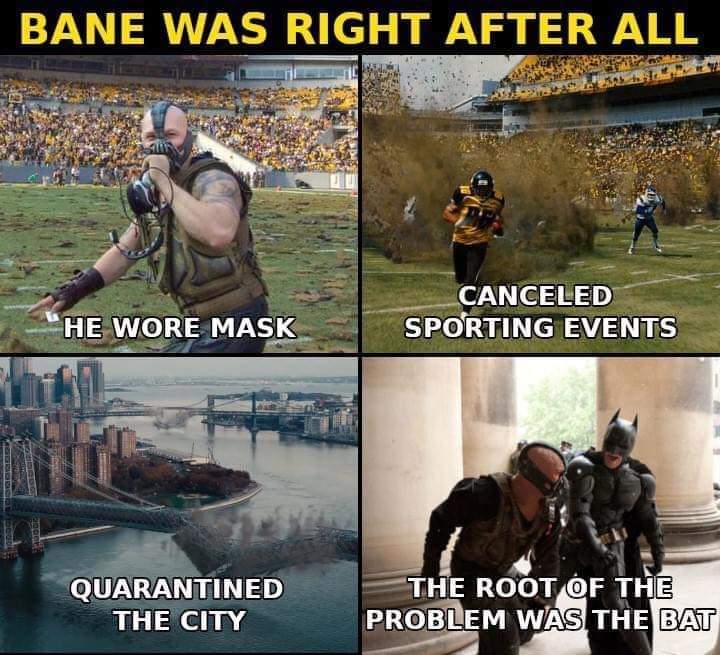 BANE WAS RIGHT AFTER ALL
HE WORE MASK
CANCELED
SPORTING EVENTS
QUARANTINED
THE CITY
THE ROOT OF THE
PROBLEM WAS THE BAT